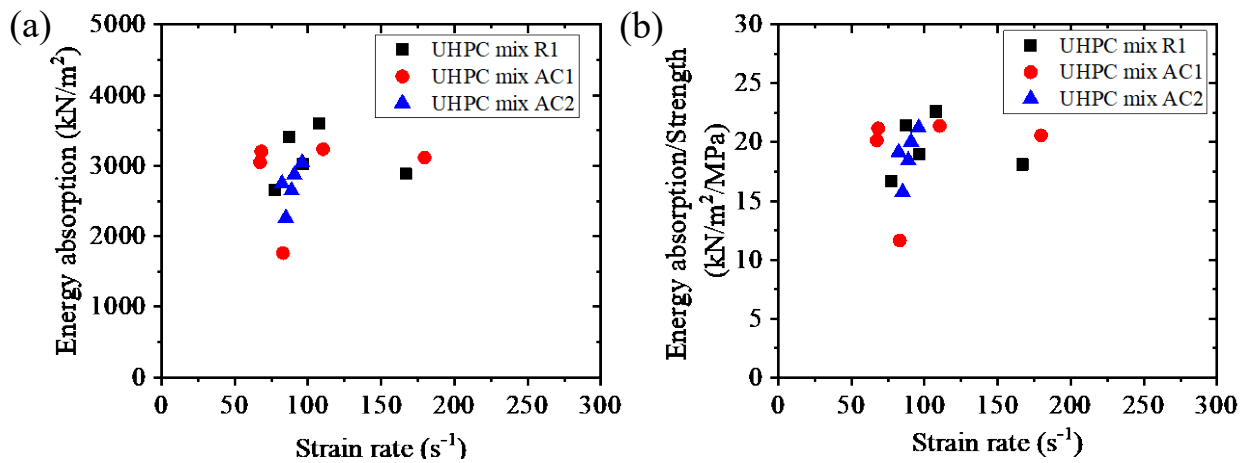 (a)
Energy absorption (kN/m²)
5000
4000
3000
2000
1000
0
UHPC mix R1
UHPC mix AC1
UHPC mix AC2
0 50 100 150 200 250 300
Strain rate (s⁻¹)
(b)
Energy absorption/Strength
(kN/m²/MPa)
30
25
20
15
10
5
0
UHPC mix R1
UHPC mix AC1
UHPC mix AC2
0 50 100 150 200 250 300
Strain rate (s⁻¹)